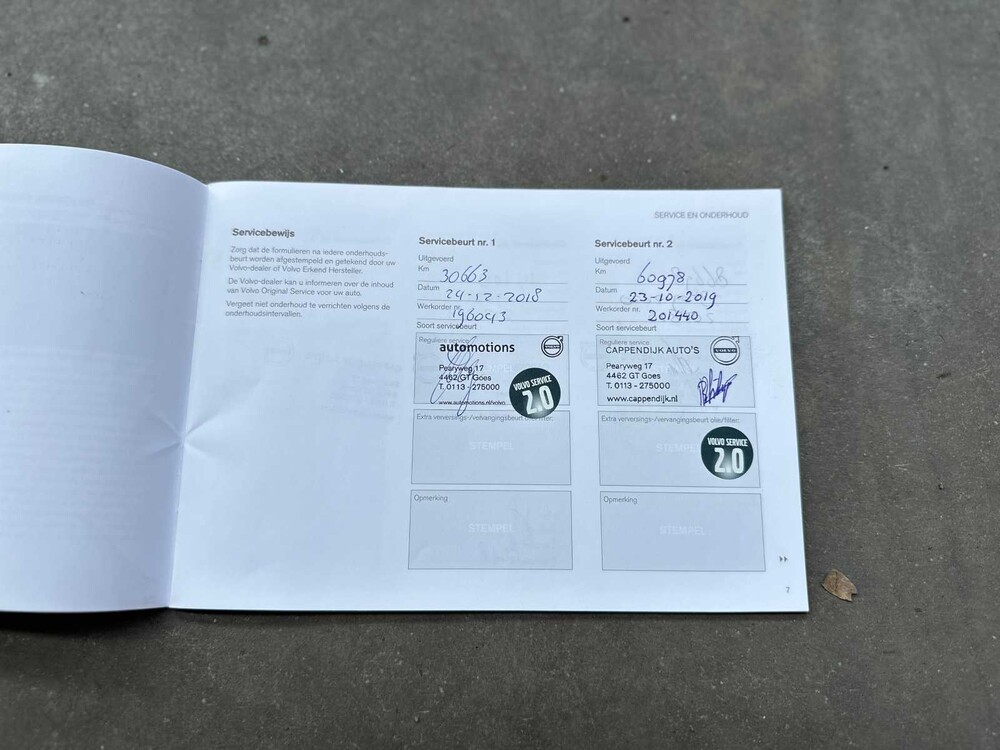 SERVICE EN ONDERHOUD
Servicebewijs
Zorg dat de formulieren na iedere onderhouds-
beurt worden afgestempeld en getekend door uw
Volvo-dealer of Volvo Erkend Hersteller.
De Volvo-dealer kan u informeren over de inhoud
van Volvo Original Service voor uw auto.
Vergeet niet onderhoud te verrichten volgens de
onderhoudsintervallen.
Servicebeurt nr. 1
Uitgevoerd
Km 30663
Datum 24-12-2018
Werkorder nr. 196043
Soort servicebeurt
Reguliere service
automotions
Pearyweg 17
4462 GT Goes
T. 0113 - 275000
www.automotions.nl/volvo
VOLVO SERVICE
2.0
Extra verversings-/vervangingsbeurt olie/filter:
STEMPEL
Opmerking
STEMPEL
Servicebeurt nr. 2
Uitgevoerd
Km 60978
Datum 23-10-2019
Werkorder nr. 201440
Soort servicebeurt
Reguliere service
CAPPENDIJK AUTO'S
VOLVO
Pearyweg 17
4462 GT Goes
T. 0113 - 275000
www.cappendijk.nl
Extra verversings-/vervangingsbeurt olie/filter:
STEMPEL
VOLVO SERVICE
2.0
Opmerking
STEMPEL
7